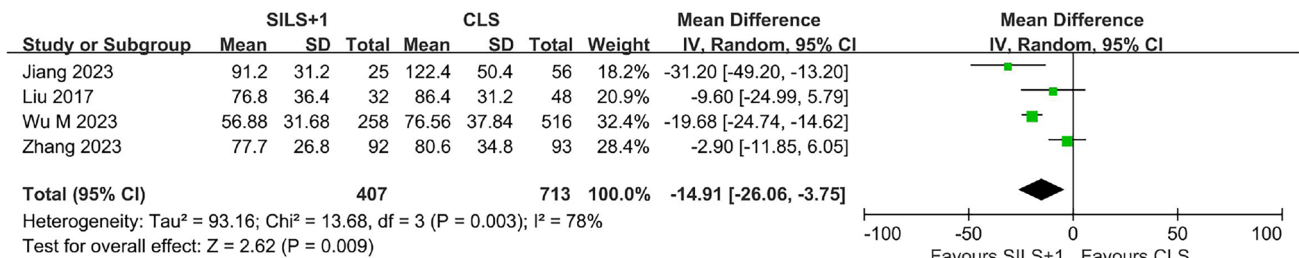 SILS+1 CLS Mean Difference Mean Difference
Study or Subgroup Mean SD Total Mean SD Total Weight IV, Random, 95% CI IV, Random, 95% CI
Jiang 2023 91.2 31.2 25 122.4 50.4 56 18.2% -31.20 [-49.20, -13.20]
Liu 2017 76.8 36.4 32 86.4 31.2 48 20.9% -9.60 [-24.99, 5.79]
Wu M 2023 56.88 31.68 258 76.56 37.84 516 32.4% -19.68 [-24.74, -14.62]
Zhang 2023 77.7 26.8 92 80.6 34.8 93 28.4% -2.90 [-11.85, 6.05]
Total (95% CI) 407 713 100.0% -14.91 [-26.06, -3.75]
Heterogeneity: Tau² = 93.16; Chi² = 13.68, df = 3 (P = 0.003); I² = 78%
Test for overall effect: Z = 2.62 (P = 0.009)
-100 -50 0 50 100
Favours SILS+1 Favours CLS